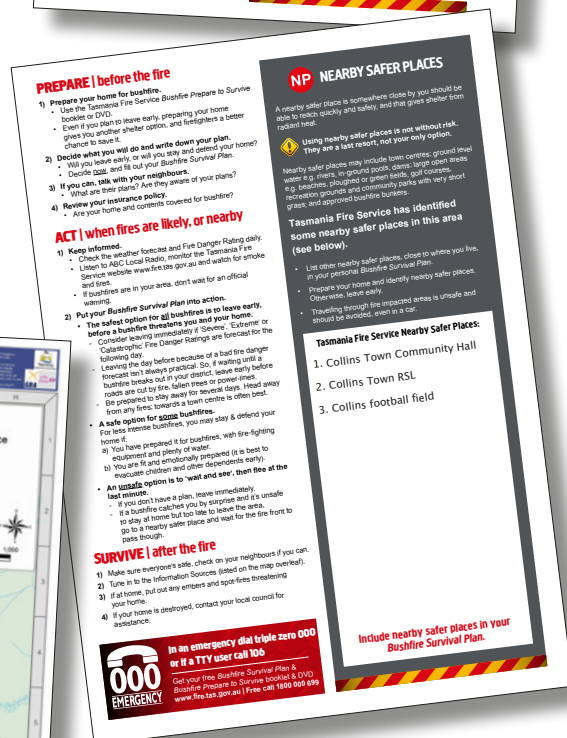 PREPARE | before the fire
1) Prepare your home for bushfire.
• Use the Tasmania Fire Service Bushfire Prepare to Survive
booklet or DVD.
• Even if you plan to leave early, preparing your home
gives you another shelter option, and firefighters a better
chance to save it.
2) Decide what you will do and write down your plan.
• Will you leave early, or will you stay and defend your home?
• Decide now, and fill out your Bushfire Survival Plan.
3) If you can, talk with your neighbours.
• What are their plans? Are they aware of your plans?
4) Review your insurance policy.
• Are your home and contents covered for bushfire?
ACT | when fires are likely, or nearby
1) Keep informed.
• Check the weather forecast and Fire Danger Rating daily.
• Listen to ABC Local Radio, monitor the Tasmania Fire
Service website www.fire.tas.gov.au and watch for smoke
and fires.
• If bushfires are in your area, don't wait for an official
warning.
2) Put your Bushfire Survival Plan into action.
• The safest option for all bushfires is to leave early,
before a bushfire threatens you and your home.
- Consider leaving immediately if 'Severe', 'Extreme' or
'Catastrophic' Fire Danger Ratings are forecast for the
following day.
- Leaving the day before because of a bad fire danger
forecast isn't always practical. So, if waiting until a
bushfire breaks out in your district, leave early before
roads are cut by fire, fallen trees or power-lines.
- Be prepared to stay away for several days. Head away
from any fires: towards a town centre is often best.
• A safe option for some bushfires.
For less intense bushfires, you may stay & defend your
home if:
a) You have prepared it for bushfires, with fire-fighting
equipment and plenty of water.
b) You are fit and emotionally prepared (it is best to
evacuate children and other dependents early).
• An unsafe option is to 'wait and see', then flee at the
last minute.
- If you don't have a plan, leave immediately.
- If a bushfire catches you by surprise and it's unsafe
to stay at home but too late to leave the area,
go to a nearby safer place and wait for the fire front to
pass though.
SURVIVE | after the fire
1) Make sure everyone's safe, check on your neighbours if you can.
2) Tune in to the Information Sources (listed on the map overleaf).
3) If at home, put out any embers and spot-fires threatening
your home.
4) If your home is destroyed, contact your local council for
assistance.
000
EMERGENCY
In an emergency dial triple zero 000
or if a TTY user call 106
Get your free Bushfire Survival Plan &
Bushfire Prepare to Survive booklet & DVD
www.fire.tas.gov.au | Free call 1800 000 699
NP NEARBY SAFER PLACES
A nearby safer place is somewhere close by you should be
able to reach quickly and safely, and that gives shelter from
radiant heat.
Using nearby safer places is not without risk.
They are a last resort, not your only option.
Nearby safer places may include town centres; ground level
water e.g. rivers, in-ground pools, dams; large open areas
e.g. beaches, ploughed or green fields, golf courses,
recreation grounds and community parks with very short
grass; and approved bushfire bunkers.
Tasmania Fire Service has identified
some nearby safer places in this area
(see below).
• List other nearby safer places, close to where you live,
in your personal Bushfire Survival Plan.
• Prepare your home and identify nearby safer places.
Otherwise, leave early.
• Travelling through fire impacted areas is unsafe and
should be avoided, even in a car.
Tasmania Fire Service Nearby Safer Places:
1. Collins Town Community Hall
2. Collins Town RSL
3. Collins football field
Include nearby safer places in your
Bushfire Survival Plan.
H
1
2
3
4
5
1,000